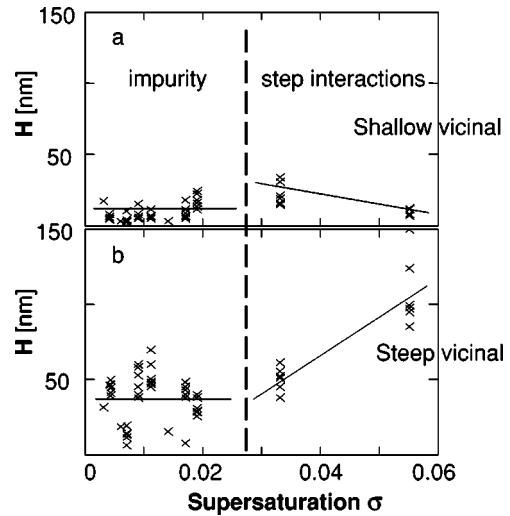 150
a
impurity
step interactions
H [nm]
Shallow vicinal
50
150
b
H [nm]
Steep vicinal
50
0
0.02
0.04
0.06
Supersaturation σ